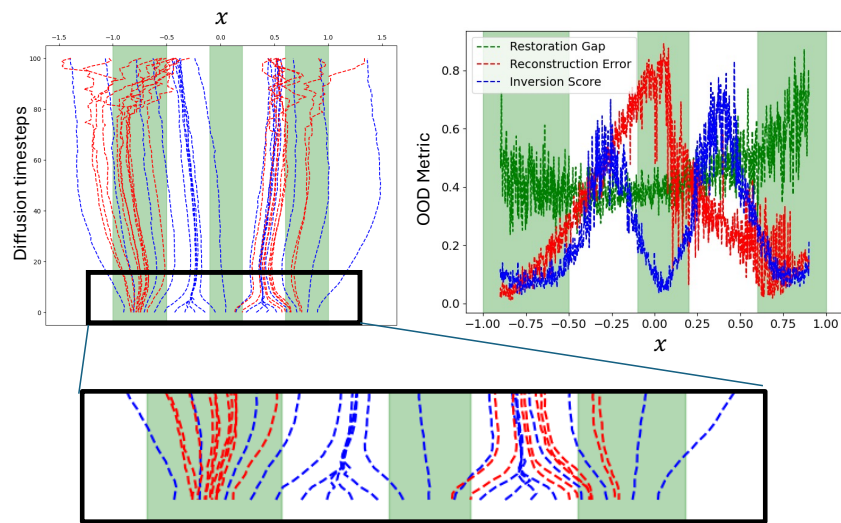 x
−1.5 −1.0 −0.5 0.0 0.5 1.0 1.5
Diffusion timesteps
100
80
60
40
20
0
Restoration Gap
Reconstruction Error
Inversion Score
OOD Metric
0.8
0.6
0.4
0.2
0.0
−1.00 −0.75 −0.50 −0.25 0.00 0.25 0.50 0.75 1.00
x